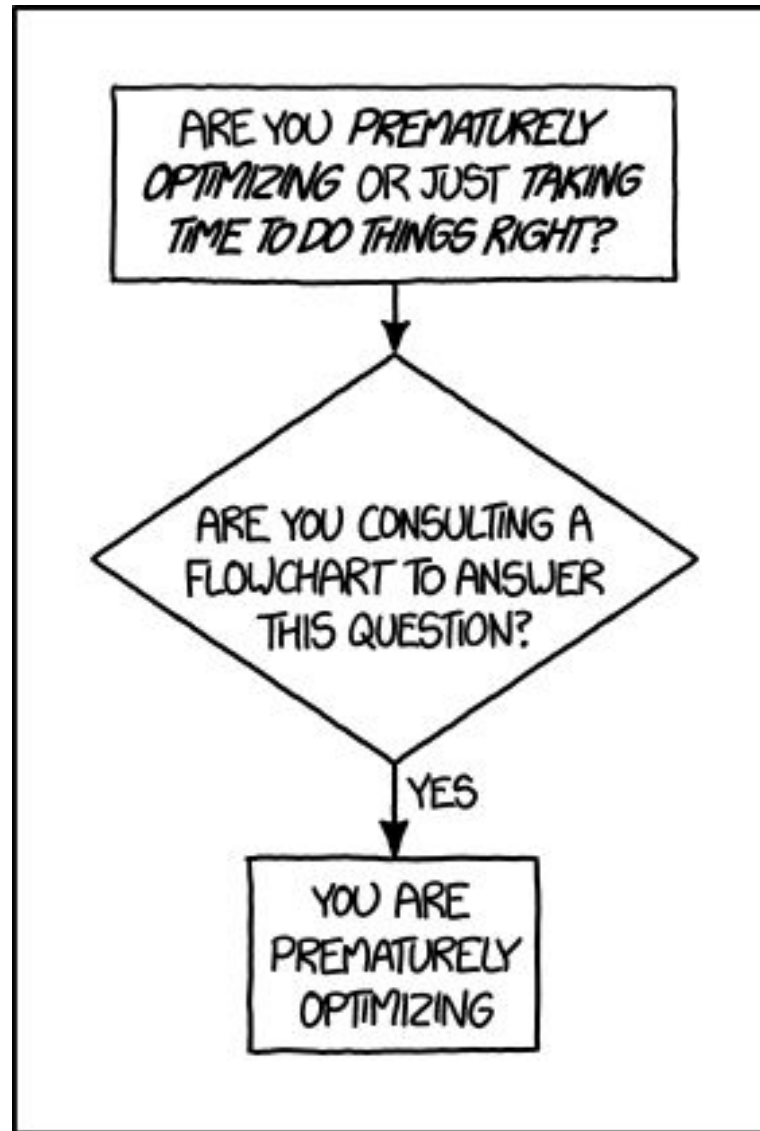 ARE YOU PREMATURELY
OPTIMIZING OR JUST TAKING
TIME TO DO THINGS RIGHT?
ARE YOU CONSULTING A
FLOWCHART TO ANSWER
THIS QUESTION?
YES
YOU ARE
PREMATURELY
OPTIMIZING